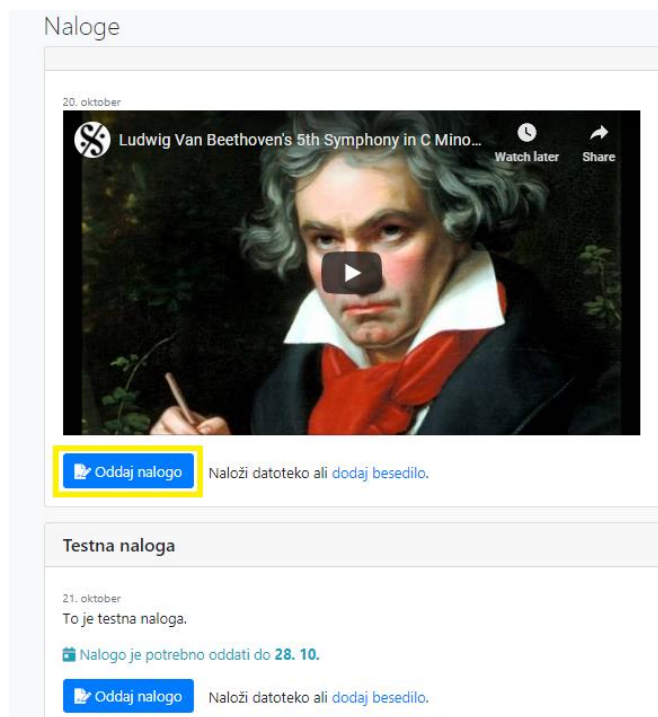 Naloge
20. oktober
Ludwig Van Beethoven's 5th Symphony in C Mino...
Watch later
Share
Oddaj nalogo Naloži datoteko ali dodaj besedilo.
Testna naloga
21. oktober
To je testna naloga.
Nalogo je potrebno oddati do 28. 10.
Oddaj nalogo Naloži datoteko ali dodaj besedilo.